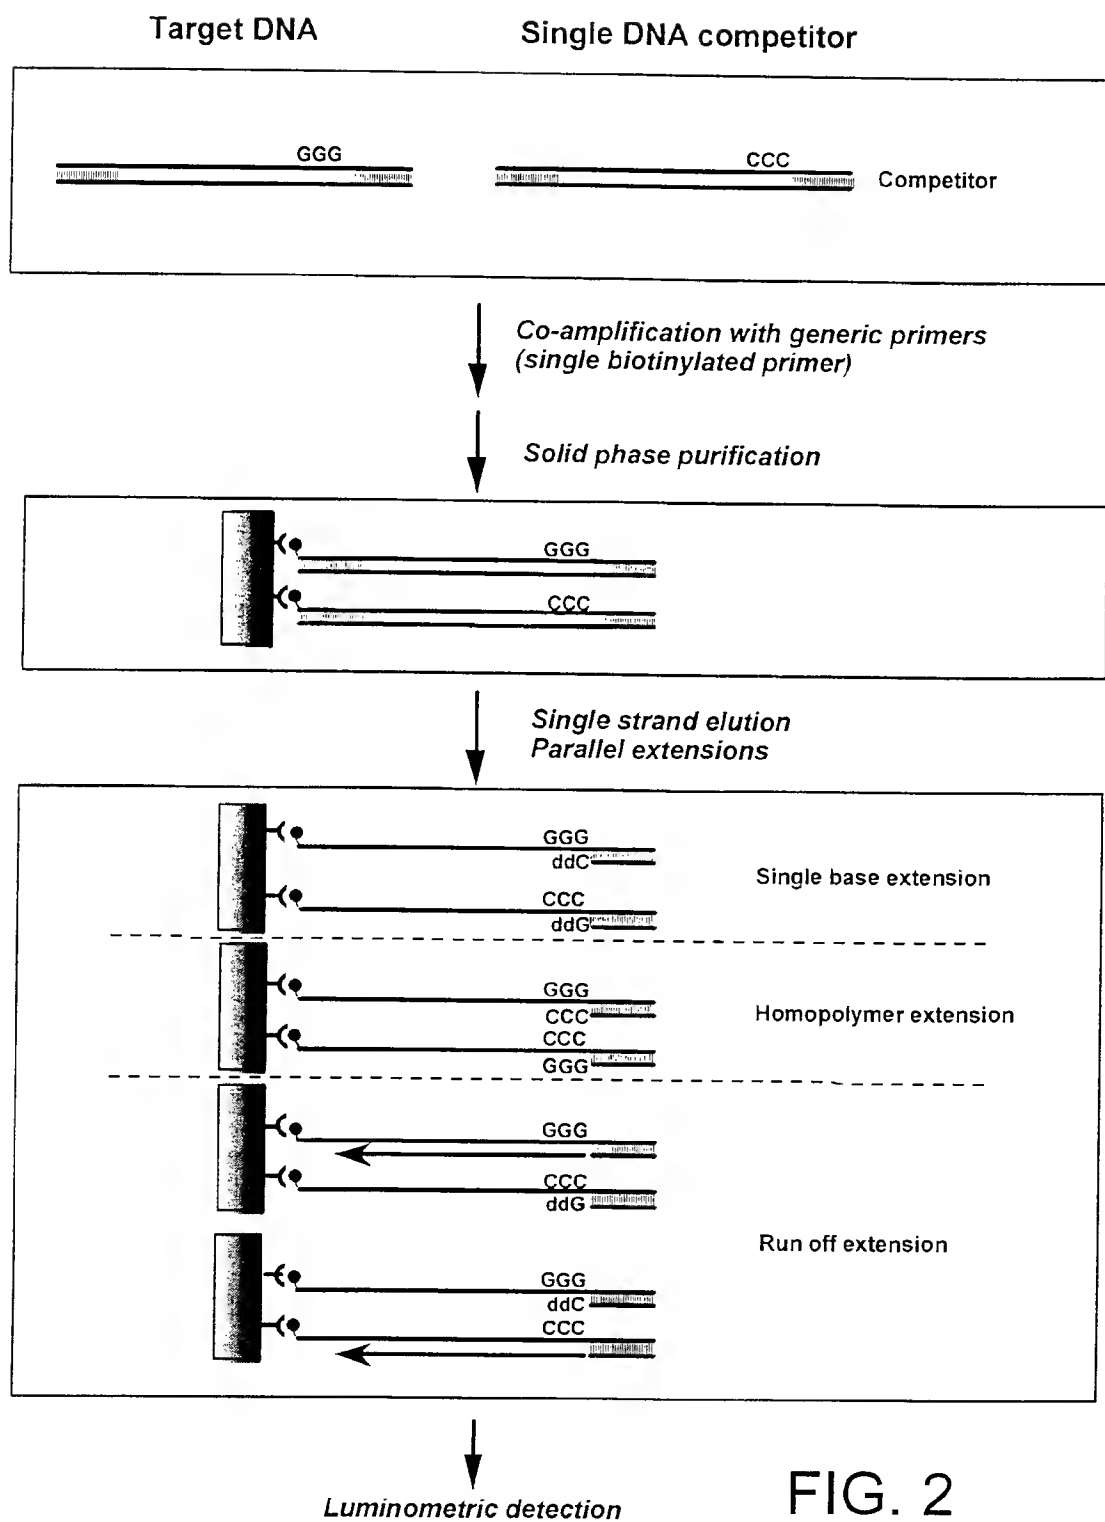 Target DNA
Single DNA competitor
GGG
CCC
Competitor
Co-amplification with generic primers
(single biotinylated primer)
Solid phase purification
GGG
CCC
Single strand elution
Parallel extensions
GGG
ddC
Single base extension
CCC
ddG
GGG
CCC
Homopolymer extension
CCC
GGG
GGG
CCC
ddG
Run off extension
GGG
ddC
CCC
Luminometric detection
FIG. 2